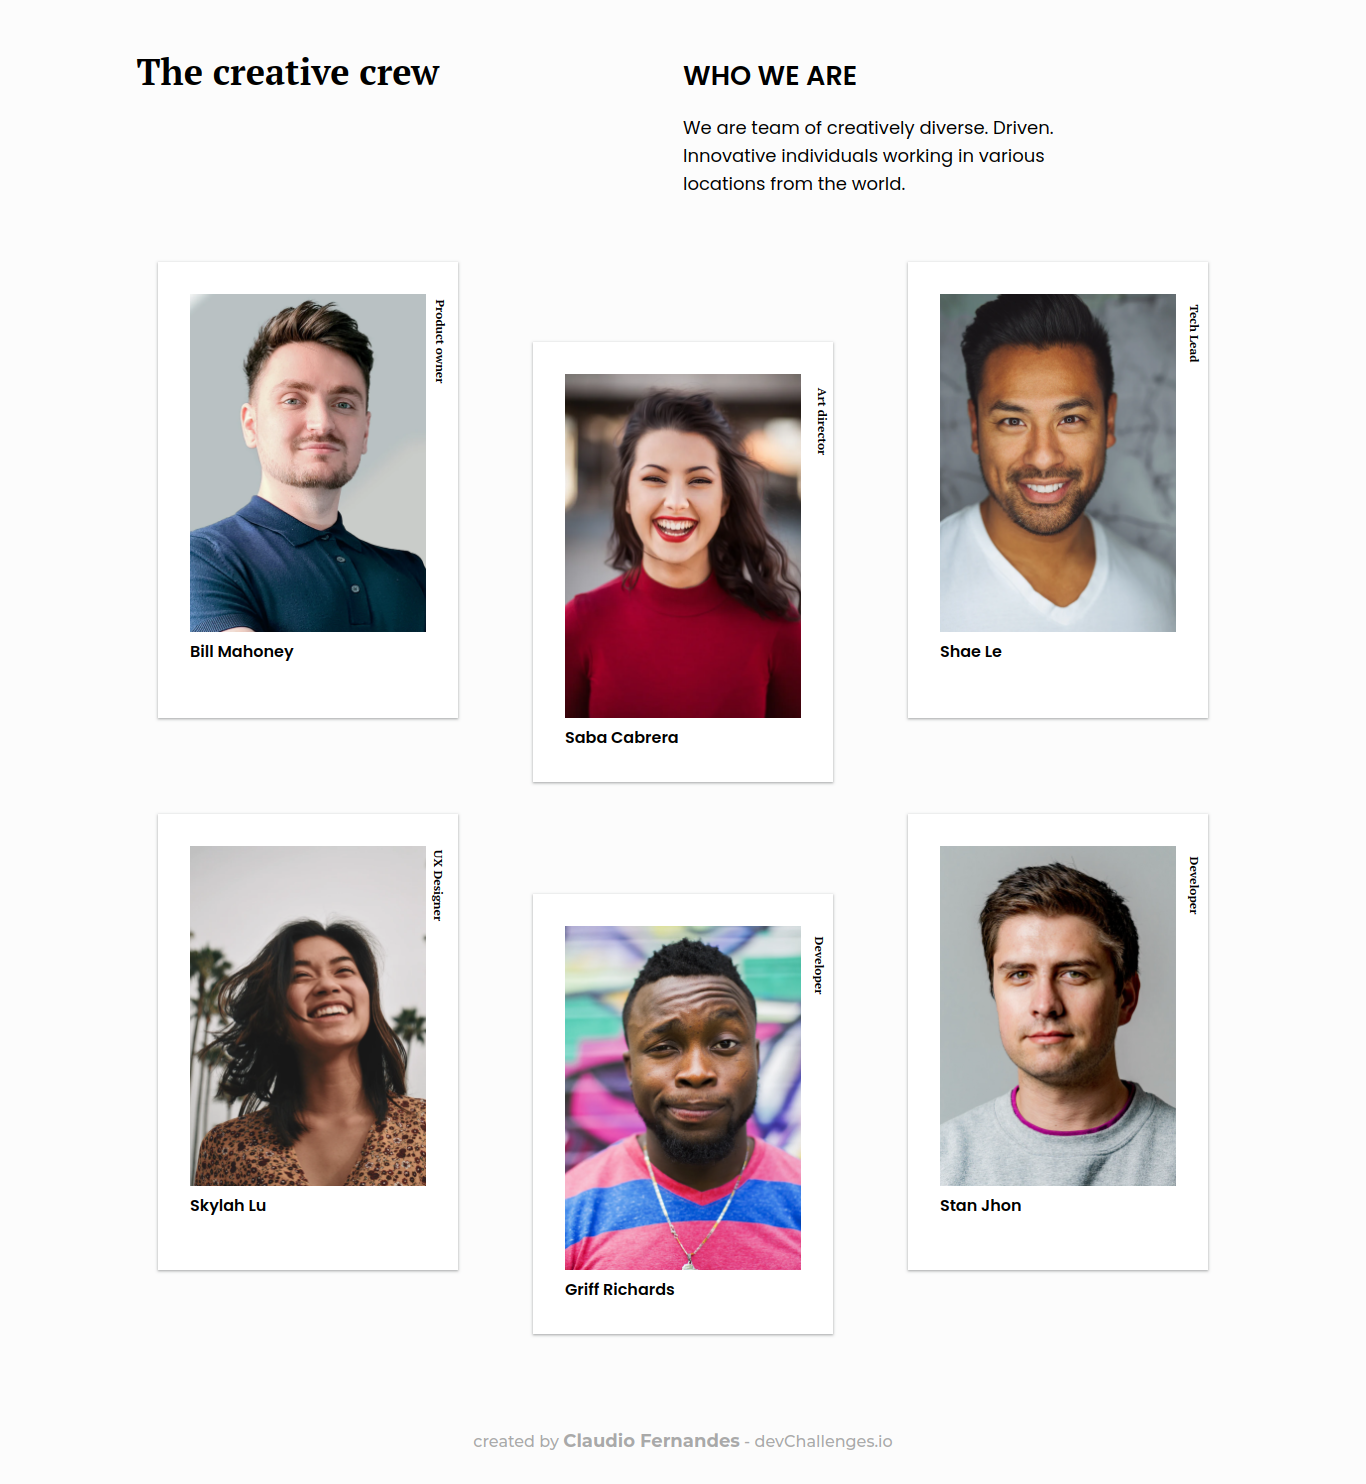 The creative crew
WHO WE ARE
We are team of creatively diverse. Driven.
Innovative individuals working in various
locations from the world.
Product owner
Bill Mahoney
Art director
Saba Cabrera
Tech Lead
Shae Le
UX Designer
Skylah Lu
Developer
Griff Richards
Developer
Stan Jhon
created by Claudio Fernandes - devChallenges.io